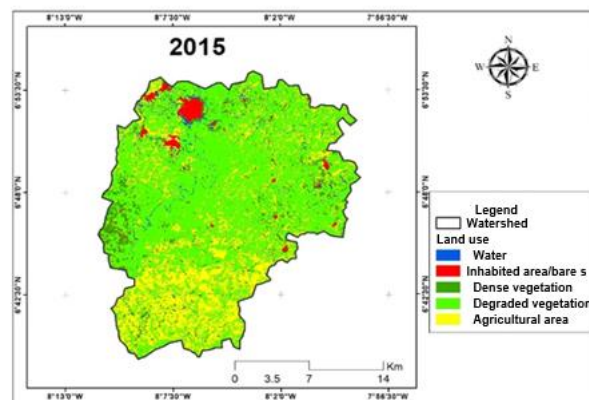 8°13'0"W 8°7'30"W 8°2'0"W 7°56'30"W
2015
N
W E
S
6°53'30"N 6°53'30"N
6°48'0"N 6°48'0"N
6°42'30"N 6°42'30"N
Legend
Watershed
Land use
Water
Inhabited area/bare s
Dense vegetation
Degraded vegetation
Agricultural area
Km
0 3.5 7 14
8°13'0"W 8°7'30"W 8°2'0"W 7°56'30"W